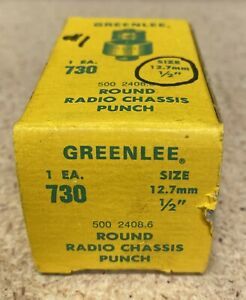 GREENLEE®
#1
1 EA. SIZE
730 12.7mm
1/2"
500 2408.6
ROUND
RADIO CHASSIS
PUNCH
GREENLEE®
1 EA. SIZE
730 12.7mm
1/2"
500 2408.6
ROUND
RADIO CHASSIS
PUNCH